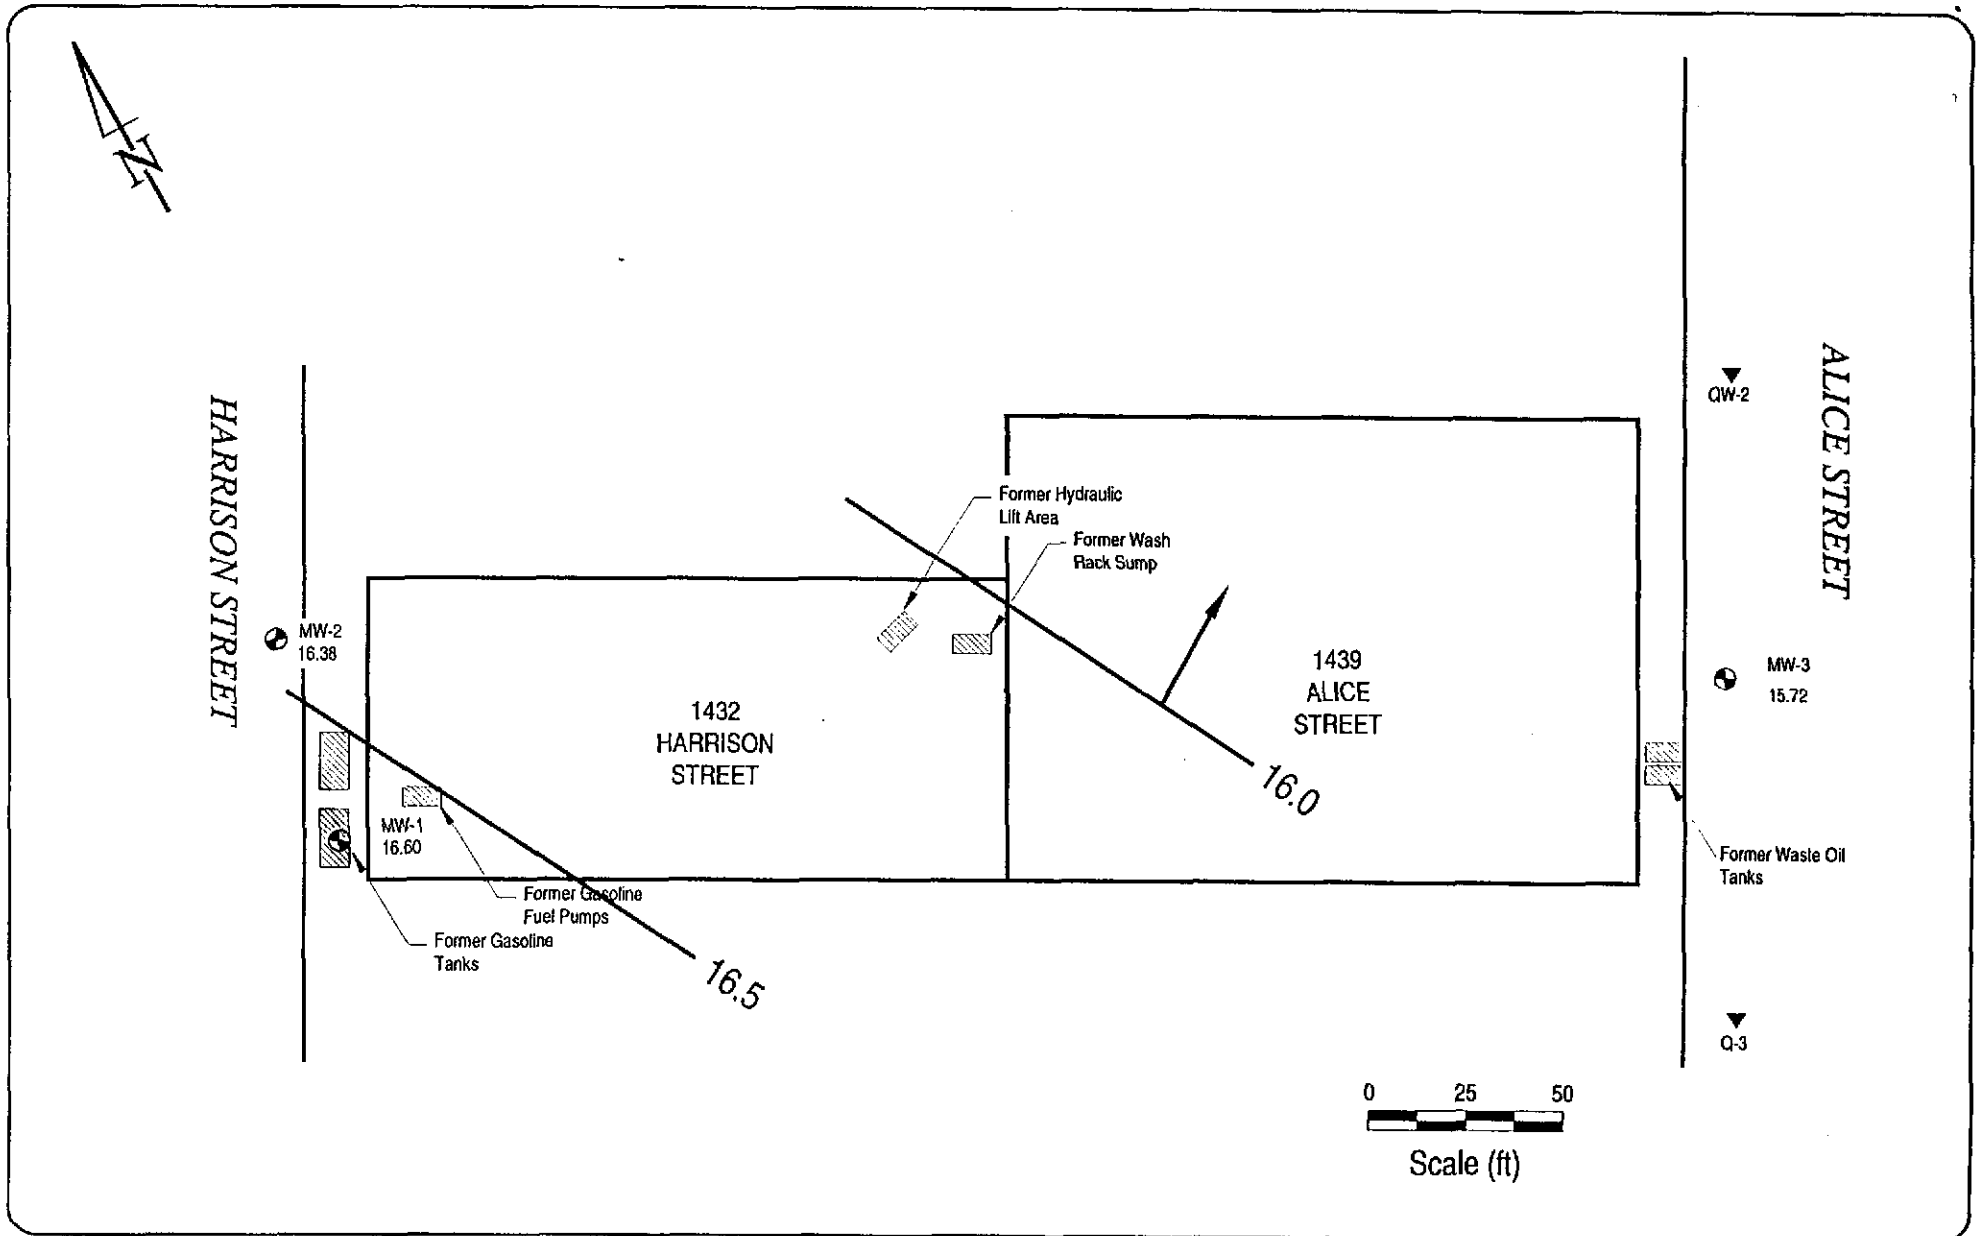 N
HARRISON STREET
ALICE STREET
QW-2
Former Hydraulic
Lift Area
Former Wash
Rack Sump
MW-2
16.38
1432
HARRISON
STREET
1439
ALICE
STREET
MW-3
15.72
16.0
MW-1
16.60
Former Gasoline
Fuel Pumps
Former Gasoline
Tanks
16.5
Former Waste Oil
Tanks
Q-3
0 25 50
Scale (ft)